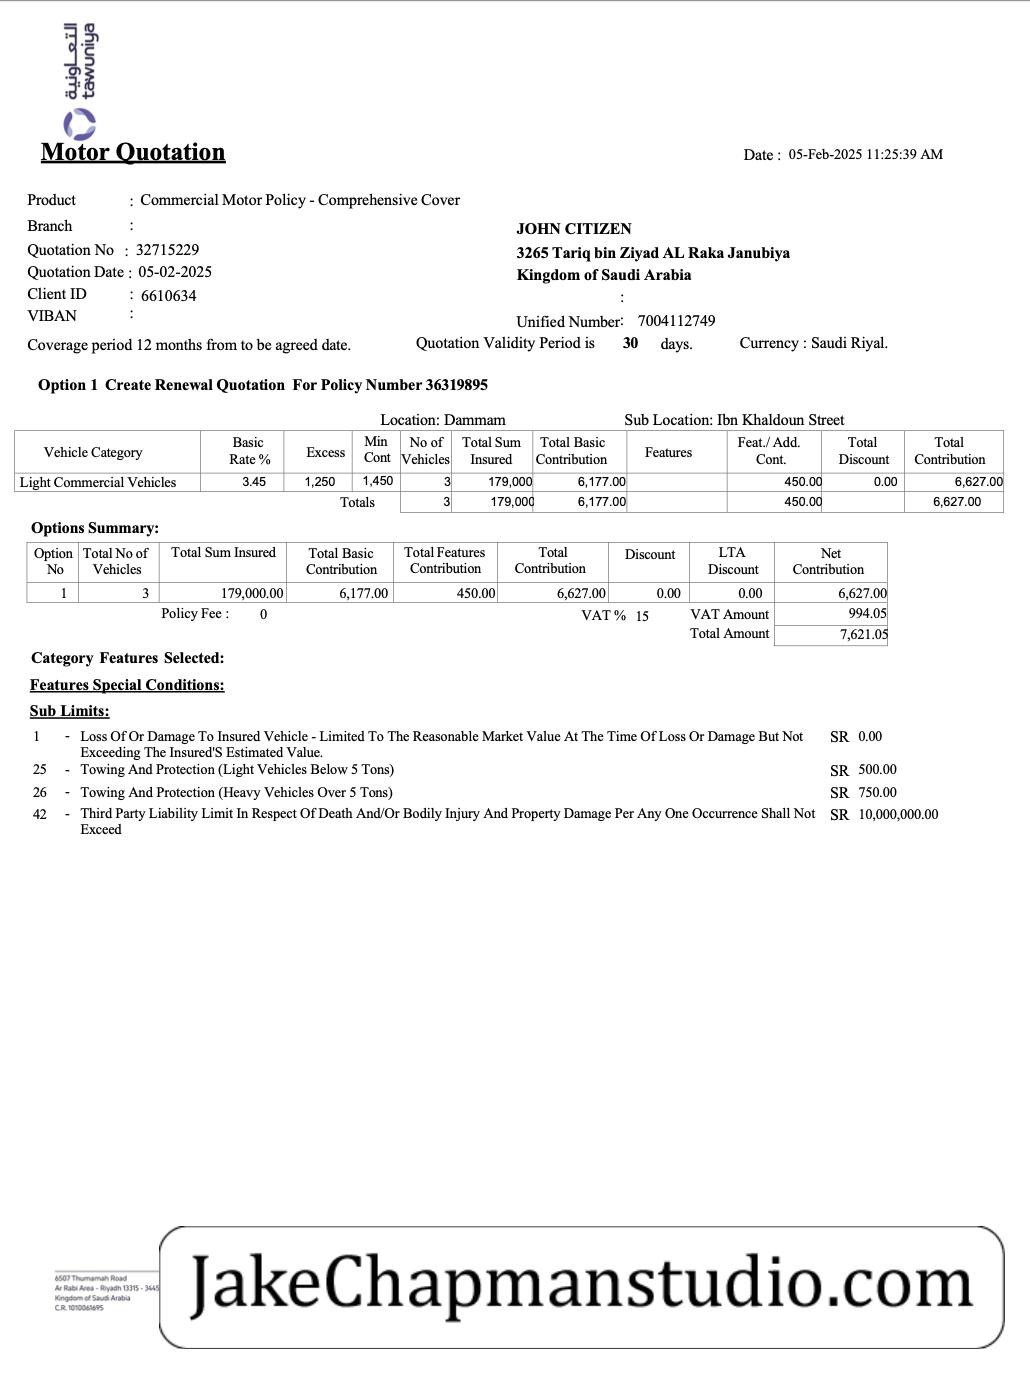 التعاونية
tawuniya
Motor Quotation
Date : 05-Feb-2025 11:25:39 AM
Product : Commercial Motor Policy - Comprehensive Cover
Branch :
JOHN CITIZEN
Quotation No : 32715229
3265 Tariq bin Ziyad AL Raka Janubiya
Quotation Date : 05-02-2025
Kingdom of Saudi Arabia
Client ID : 6610634
:
VIBAN :
Unified Number: 7004112749
Coverage period 12 months from to be agreed date. Quotation Validity Period is 30 days. Currency : Saudi Riyal.
Option 1 Create Renewal Quotation For Policy Number 36319895
Location: Dammam Sub Location: Ibn Khaldoun Street
Vehicle Category Basic Rate % Excess Min Cont No of Vehicles Total Sum Insured Total Basic Contribution Features Feat./ Add. Cont. Total Discount Total Contribution
Light Commercial Vehicles 3.45 1,250 1,450 3 179,000 6,177.00 450.00 0.00 6,627.00
Totals 3 179,000 6,177.00 450.00 6,627.00
Options Summary:
Option No Total No of Vehicles Total Sum Insured Total Basic Contribution Total Features Contribution Total Contribution Discount LTA Discount Net Contribution
1 3 179,000.00 6,177.00 450.00 6,627.00 0.00 0.00 6,627.00
Policy Fee : 0 VAT % 15 VAT Amount 994.05
Total Amount 7,621.05
Category Features Selected:
Features Special Conditions:
Sub Limits:
1 - Loss Of Or Damage To Insured Vehicle - Limited To The Reasonable Market Value At The Time Of Loss Or Damage But Not SR 0.00
Exceeding The Insured'S Estimated Value.
25 - Towing And Protection (Light Vehicles Below 5 Tons) SR 500.00
26 - Towing And Protection (Heavy Vehicles Over 5 Tons) SR 750.00
42 - Third Party Liability Limit In Respect Of Death And/Or Bodily Injury And Property Damage Per Any One Occurrence Shall Not SR 10,000,000.00
Exceed
6507 Thumamah Road
Ar Rabi Area - Riyadh 13315 - 3445
Kingdom of Saudi Arabia
C.R. 1010061695
JakeChapmanstudio.com